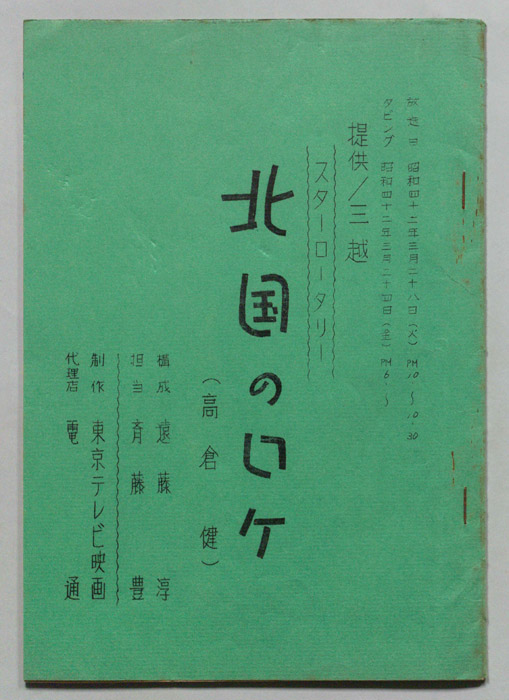 放送日 昭和四十二年三月二十八日(火)PM10〜10.30
タビング 昭和四十二年三月二十四日(金)PM6〜
提供/三越
スターロータリー
北国のロケ
(高倉健)
構成 遠藤淳
担当 斉藤豊
制作 東京テレビ映画
代理店 電通